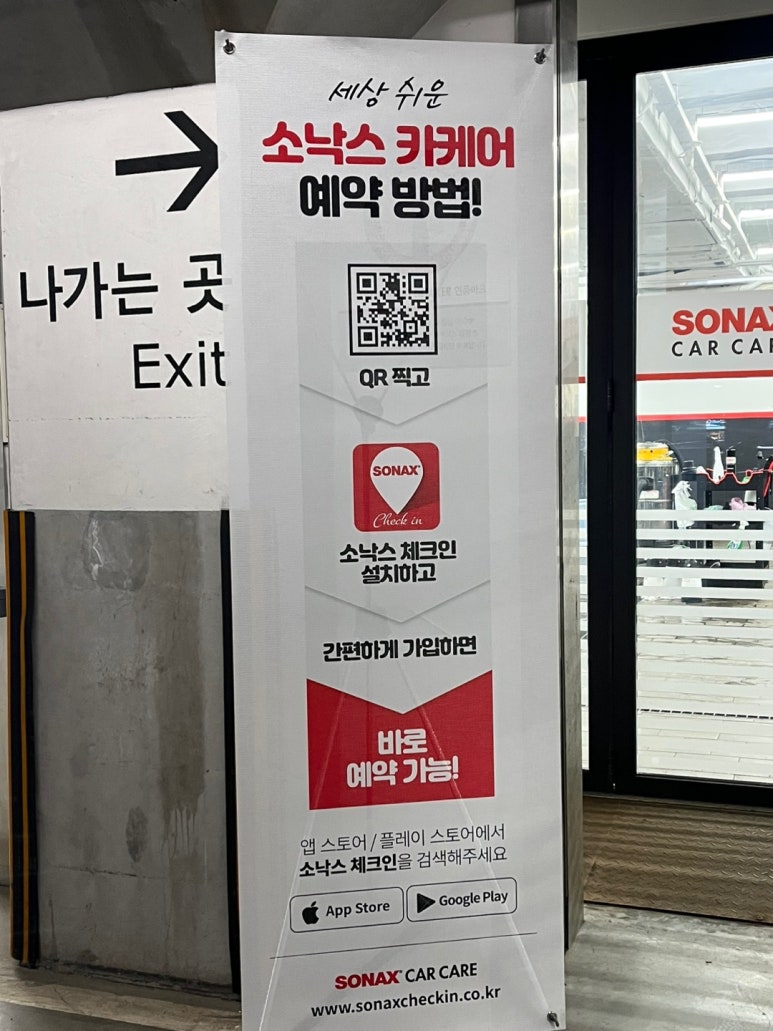 나가는 곳
Exit
세상 쉬운
소낙스 카케어
예약 방법!
QR 찍고
SONAX
Check in
소낙스 체크인
설치하고
간편하게 가입하면
바로
예약 가능!
앱 스토어 / 플레이 스토어에서
소낙스 체크인을 검색해주세요
App Store
Google Play
SONAX CAR CARE
www.sonaxcheckin.co.kr
SONAX
CAR CAR